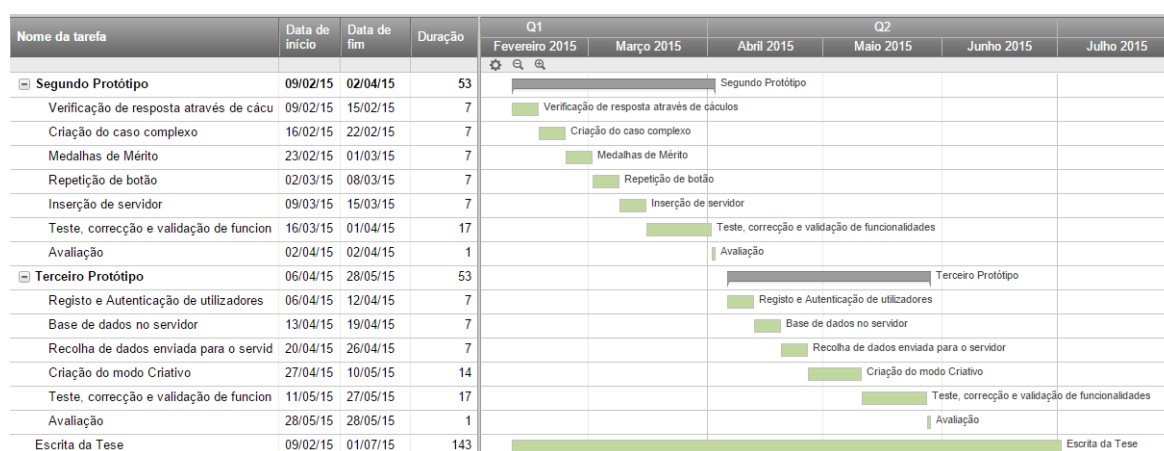 Nome da tarefa Data de início Data de fim Duração Q1 Q2
Fevereiro 2015 Março 2015 Abril 2015 Maio 2015 Junho 2015 Julho 2015
Segundo Protótipo 09/02/15 02/04/15 53 Segundo Protótipo
Verificação de resposta através de cácu 09/02/15 15/02/15 7 Verificação de resposta através de cáculos
Criação do caso complexo 16/02/15 22/02/15 7 Criação do caso complexo
Medalhas de Mérito 23/02/15 01/03/15 7 Medalhas de Mérito
Repetição de botão 02/03/15 08/03/15 7 Repetição de botão
Inserção de servidor 09/03/15 15/03/15 7 Inserção de servidor
Teste, correcção e validação de funcion 16/03/15 01/04/15 17 Teste, correcção e validação de funcionalidades
Avaliação 02/04/15 02/04/15 1 Avaliação
Terceiro Protótipo 06/04/15 28/05/15 53 Terceiro Protótipo
Registo e Autenticação de utilizadores 06/04/15 12/04/15 7 Registo e Autenticação de utilizadores
Base de dados no servidor 13/04/15 19/04/15 7 Base de dados no servidor
Recolha de dados enviada para o servid 20/04/15 26/04/15 7 Recolha de dados enviada para o servidor
Criação do modo Criativo 27/04/15 10/05/15 14 Criação do modo Criativo
Teste, correcção e validação de funcion 11/05/15 27/05/15 17 Teste, correcção e validação de funcionalidades
Avaliação 28/05/15 28/05/15 1 Avaliação
Escrita da Tese 09/02/15 01/07/15 143 Escrita da Tese